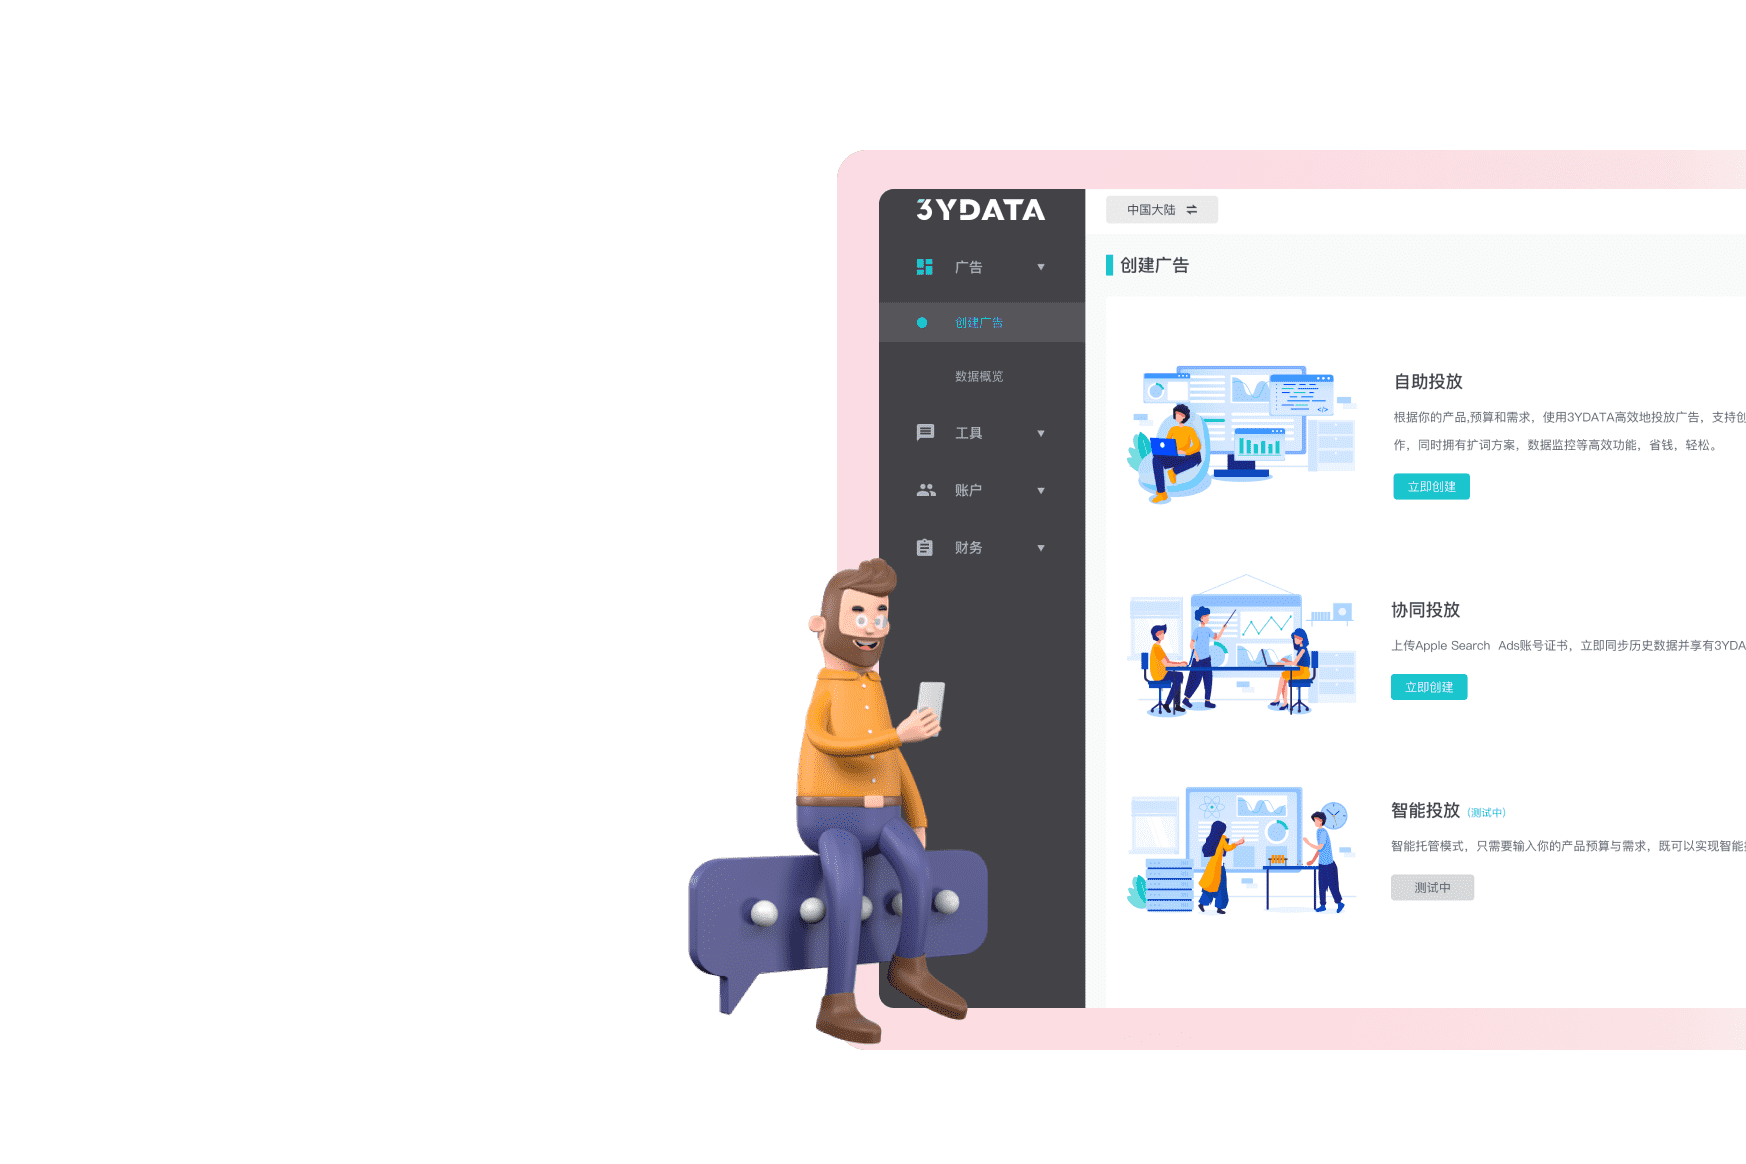 3YDATA
中国大陆
广告
创建广告
创建广告
数据概览
工具
账户
财务
自助投放
根据你的产品,预算和需求，使用3YDATA高效地投放广告，支持创
作，同时拥有扩词方案，数据监控等高效功能，省钱，轻松。
立即创建
协同投放
上传Apple Search Ads账号证书，立即同步历史数据并享有3YDA
立即创建
智能投放 (测试中)
智能托管模式，只需要输入你的产品预算与需求，既可以实现智能
测试中